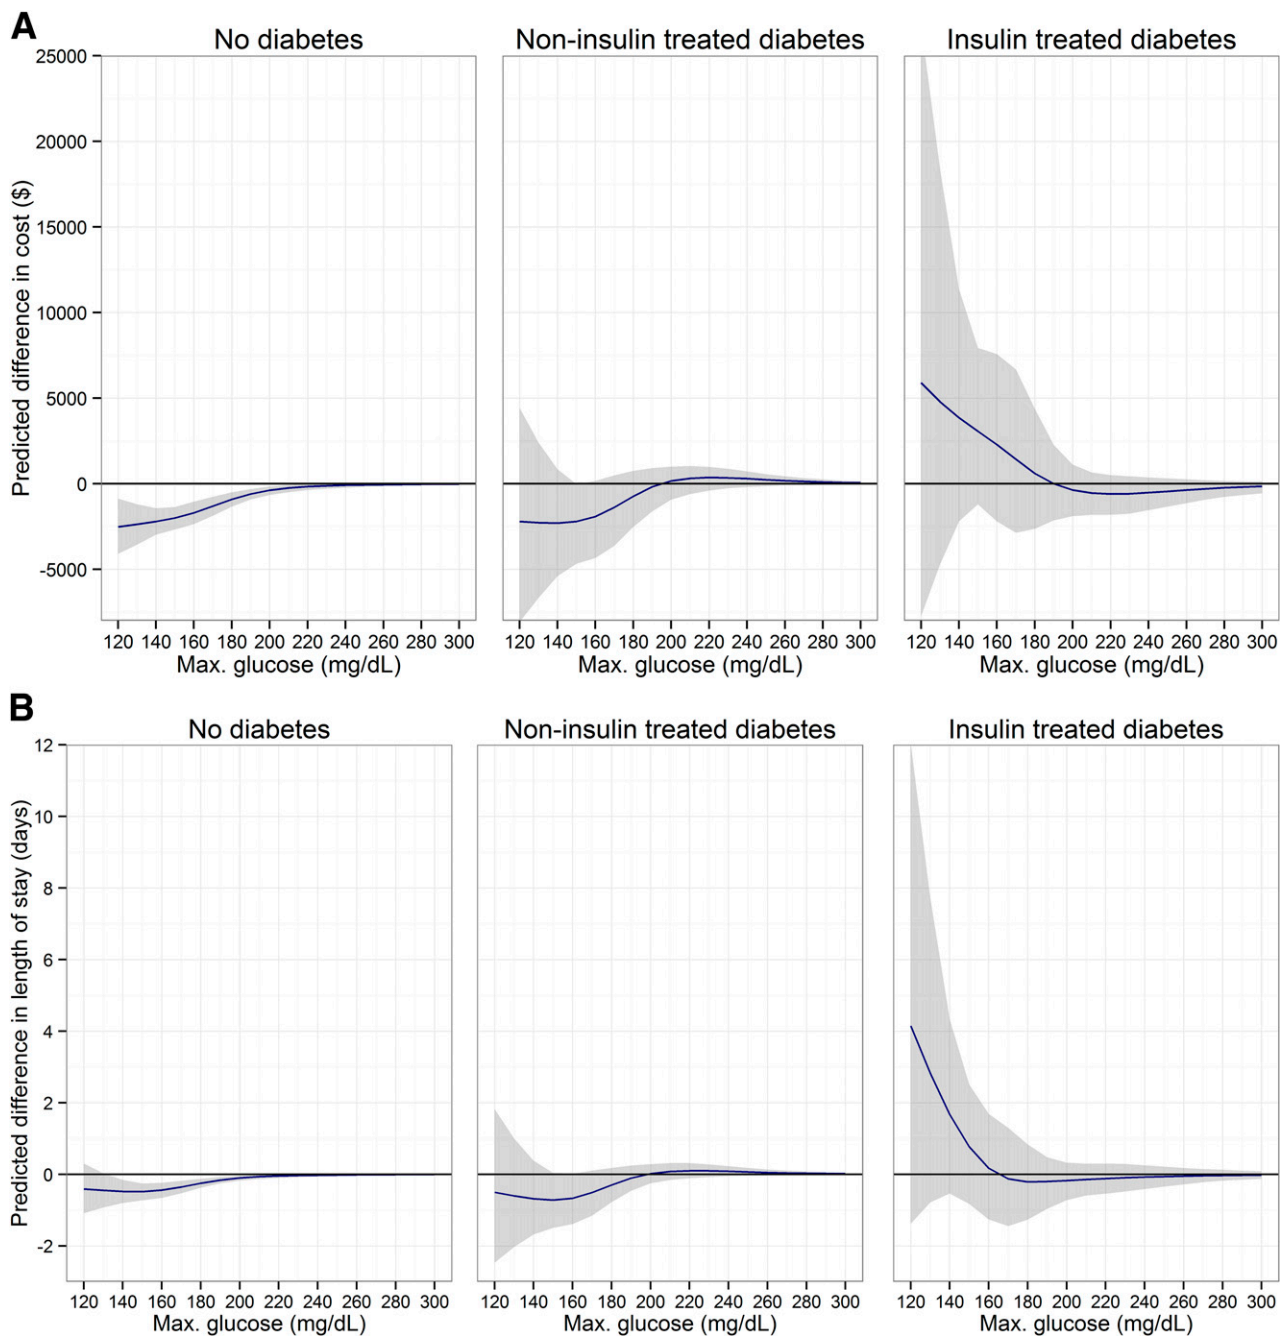 A
No diabetes
Non-insulin treated diabetes
Insulin treated diabetes
Predicted difference in cost ($)
25000
20000
15000
10000
5000
0
-5000
120 140 160 180 200 220 240 260 280 300
120 140 160 180 200 220 240 260 280 300
120 140 160 180 200 220 240 260 280 300
Max. glucose (mg/dL)
Max. glucose (mg/dL)
Max. glucose (mg/dL)
B
No diabetes
Non-insulin treated diabetes
Insulin treated diabetes
Predicted difference in length of stay (days)
12
10
8
6
4
2
0
-2
120 140 160 180 200 220 240 260 280 300
120 140 160 180 200 220 240 260 280 300
120 140 160 180 200 220 240 260 280 300
Max. glucose (mg/dL)
Max. glucose (mg/dL)
Max. glucose (mg/dL)